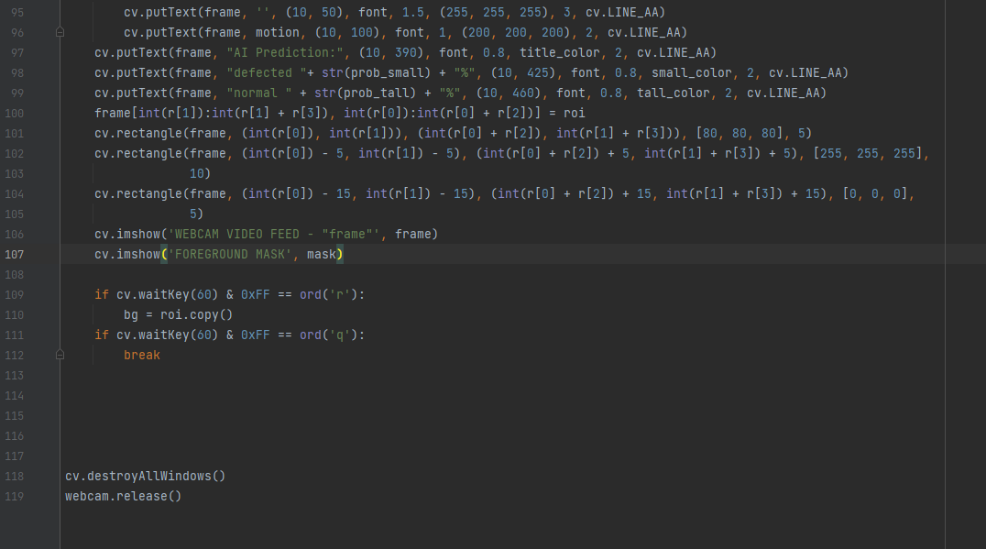 95 cv.putText(frame, '', (10, 50), font, 1.5, (255, 255, 255), 3, cv.LINE_AA)
96 cv.putText(frame, motion, (10, 100), font, 1, (200, 200, 200), 2, cv.LINE_AA)
97 cv.putText(frame, "AI Prediction:", (10, 390), font, 0.8, title_color, 2, cv.LINE_AA)
98 cv.putText(frame, "defected "+ str(prob_small) + "%", (10, 425), font, 0.8, small_color, 2, cv.LINE_AA)
99 cv.putText(frame, "normal " + str(prob_tall) + "%", (10, 460), font, 0.8, tall_color, 2, cv.LINE_AA)
100 frame[int(r[1]):int(r[1] + r[3]), int(r[0]):int(r[0] + r[2])] = roi
101 cv.rectangle(frame, (int(r[0]), int(r[1])), (int(r[0] + r[2]), int(r[1] + r[3])), [80, 80, 80], 5)
102 cv.rectangle(frame, (int(r[0]) - 5, int(r[1]) - 5), (int(r[0] + r[2]) + 5, int(r[1] + r[3]) + 5), [255, 255, 255],
103 10)
104 cv.rectangle(frame, (int(r[0]) - 15, int(r[1]) - 15), (int(r[0] + r[2]) + 15, int(r[1] + r[3]) + 15), [0, 0, 0],
105 5)
106 cv.imshow('WEBCAM VIDEO FEED - "frame"', frame)
107 cv.imshow('FOREGROUND MASK', mask)
108
109 if cv.waitKey(60) & 0xFF == ord('r'):
110 bg = roi.copy()
111 if cv.waitKey(60) & 0xFF == ord('q'):
112 break
113
114
115
116
117
118 cv.destroyAllWindows()
119 webcam.release()